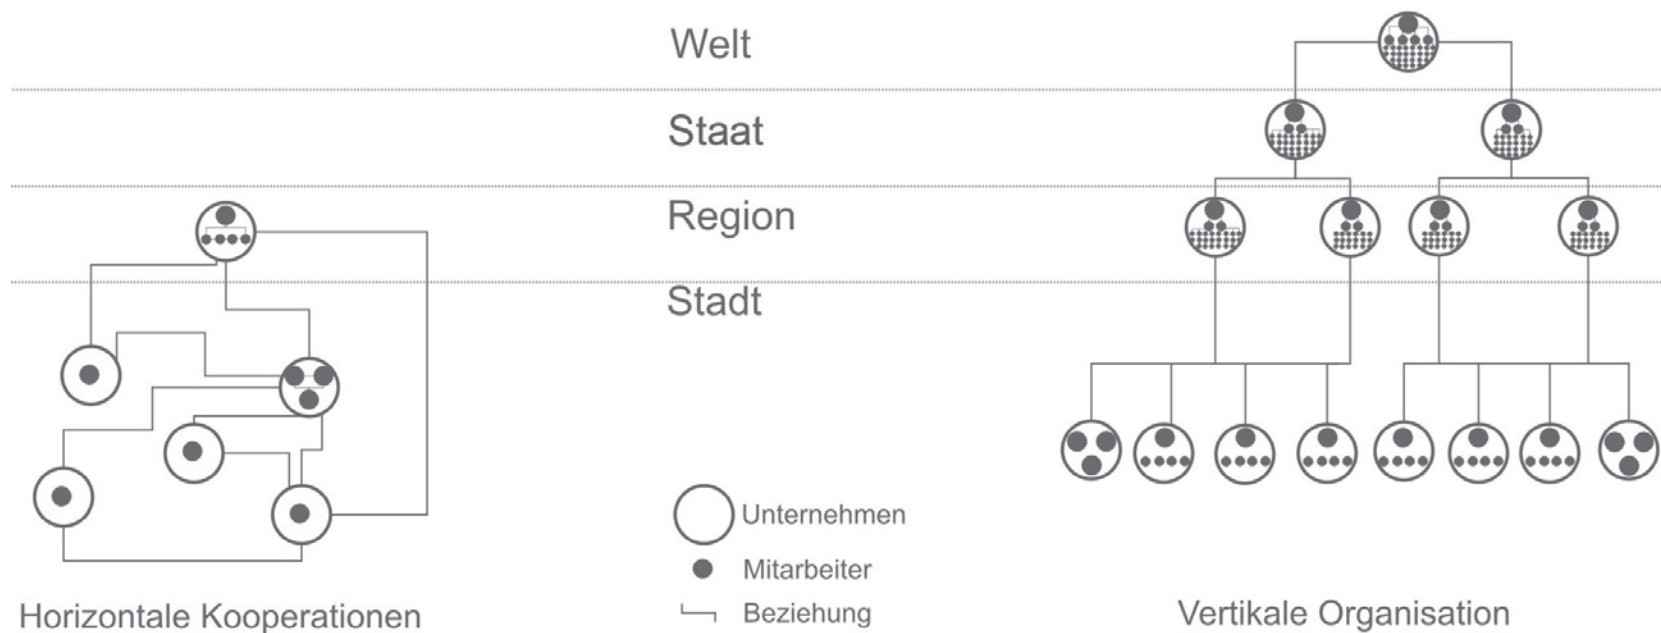 Welt
Staat
Region
Stadt
Unternehmen
Mitarbeiter
Beziehung
Horizontale Kooperationen
Vertikale Organisation